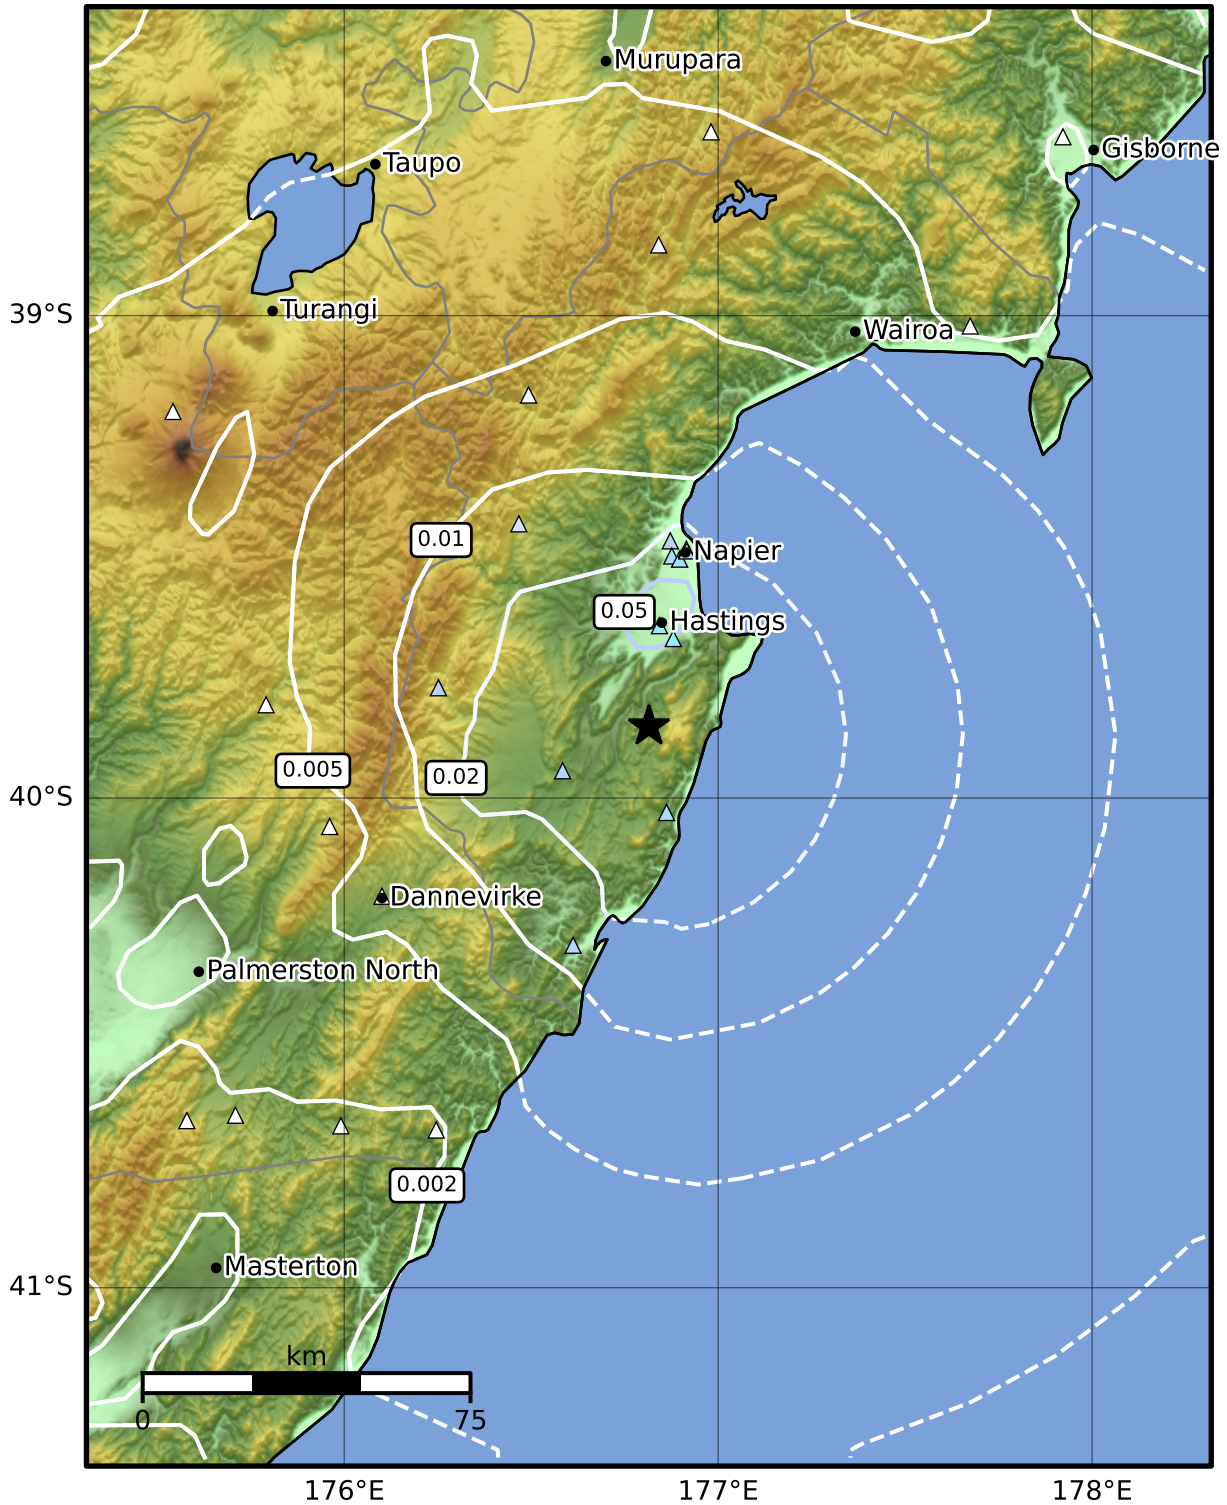 Murupara
Gisborne
Taupo
Turangi
39°S
Wairoa
0.01
Napier
0.05
Hastings
0.005
0.02
40°S
Dannevirke
Palmerston North
0.002
Masterton
41°S
km
0
75
176°E
177°E
178°E